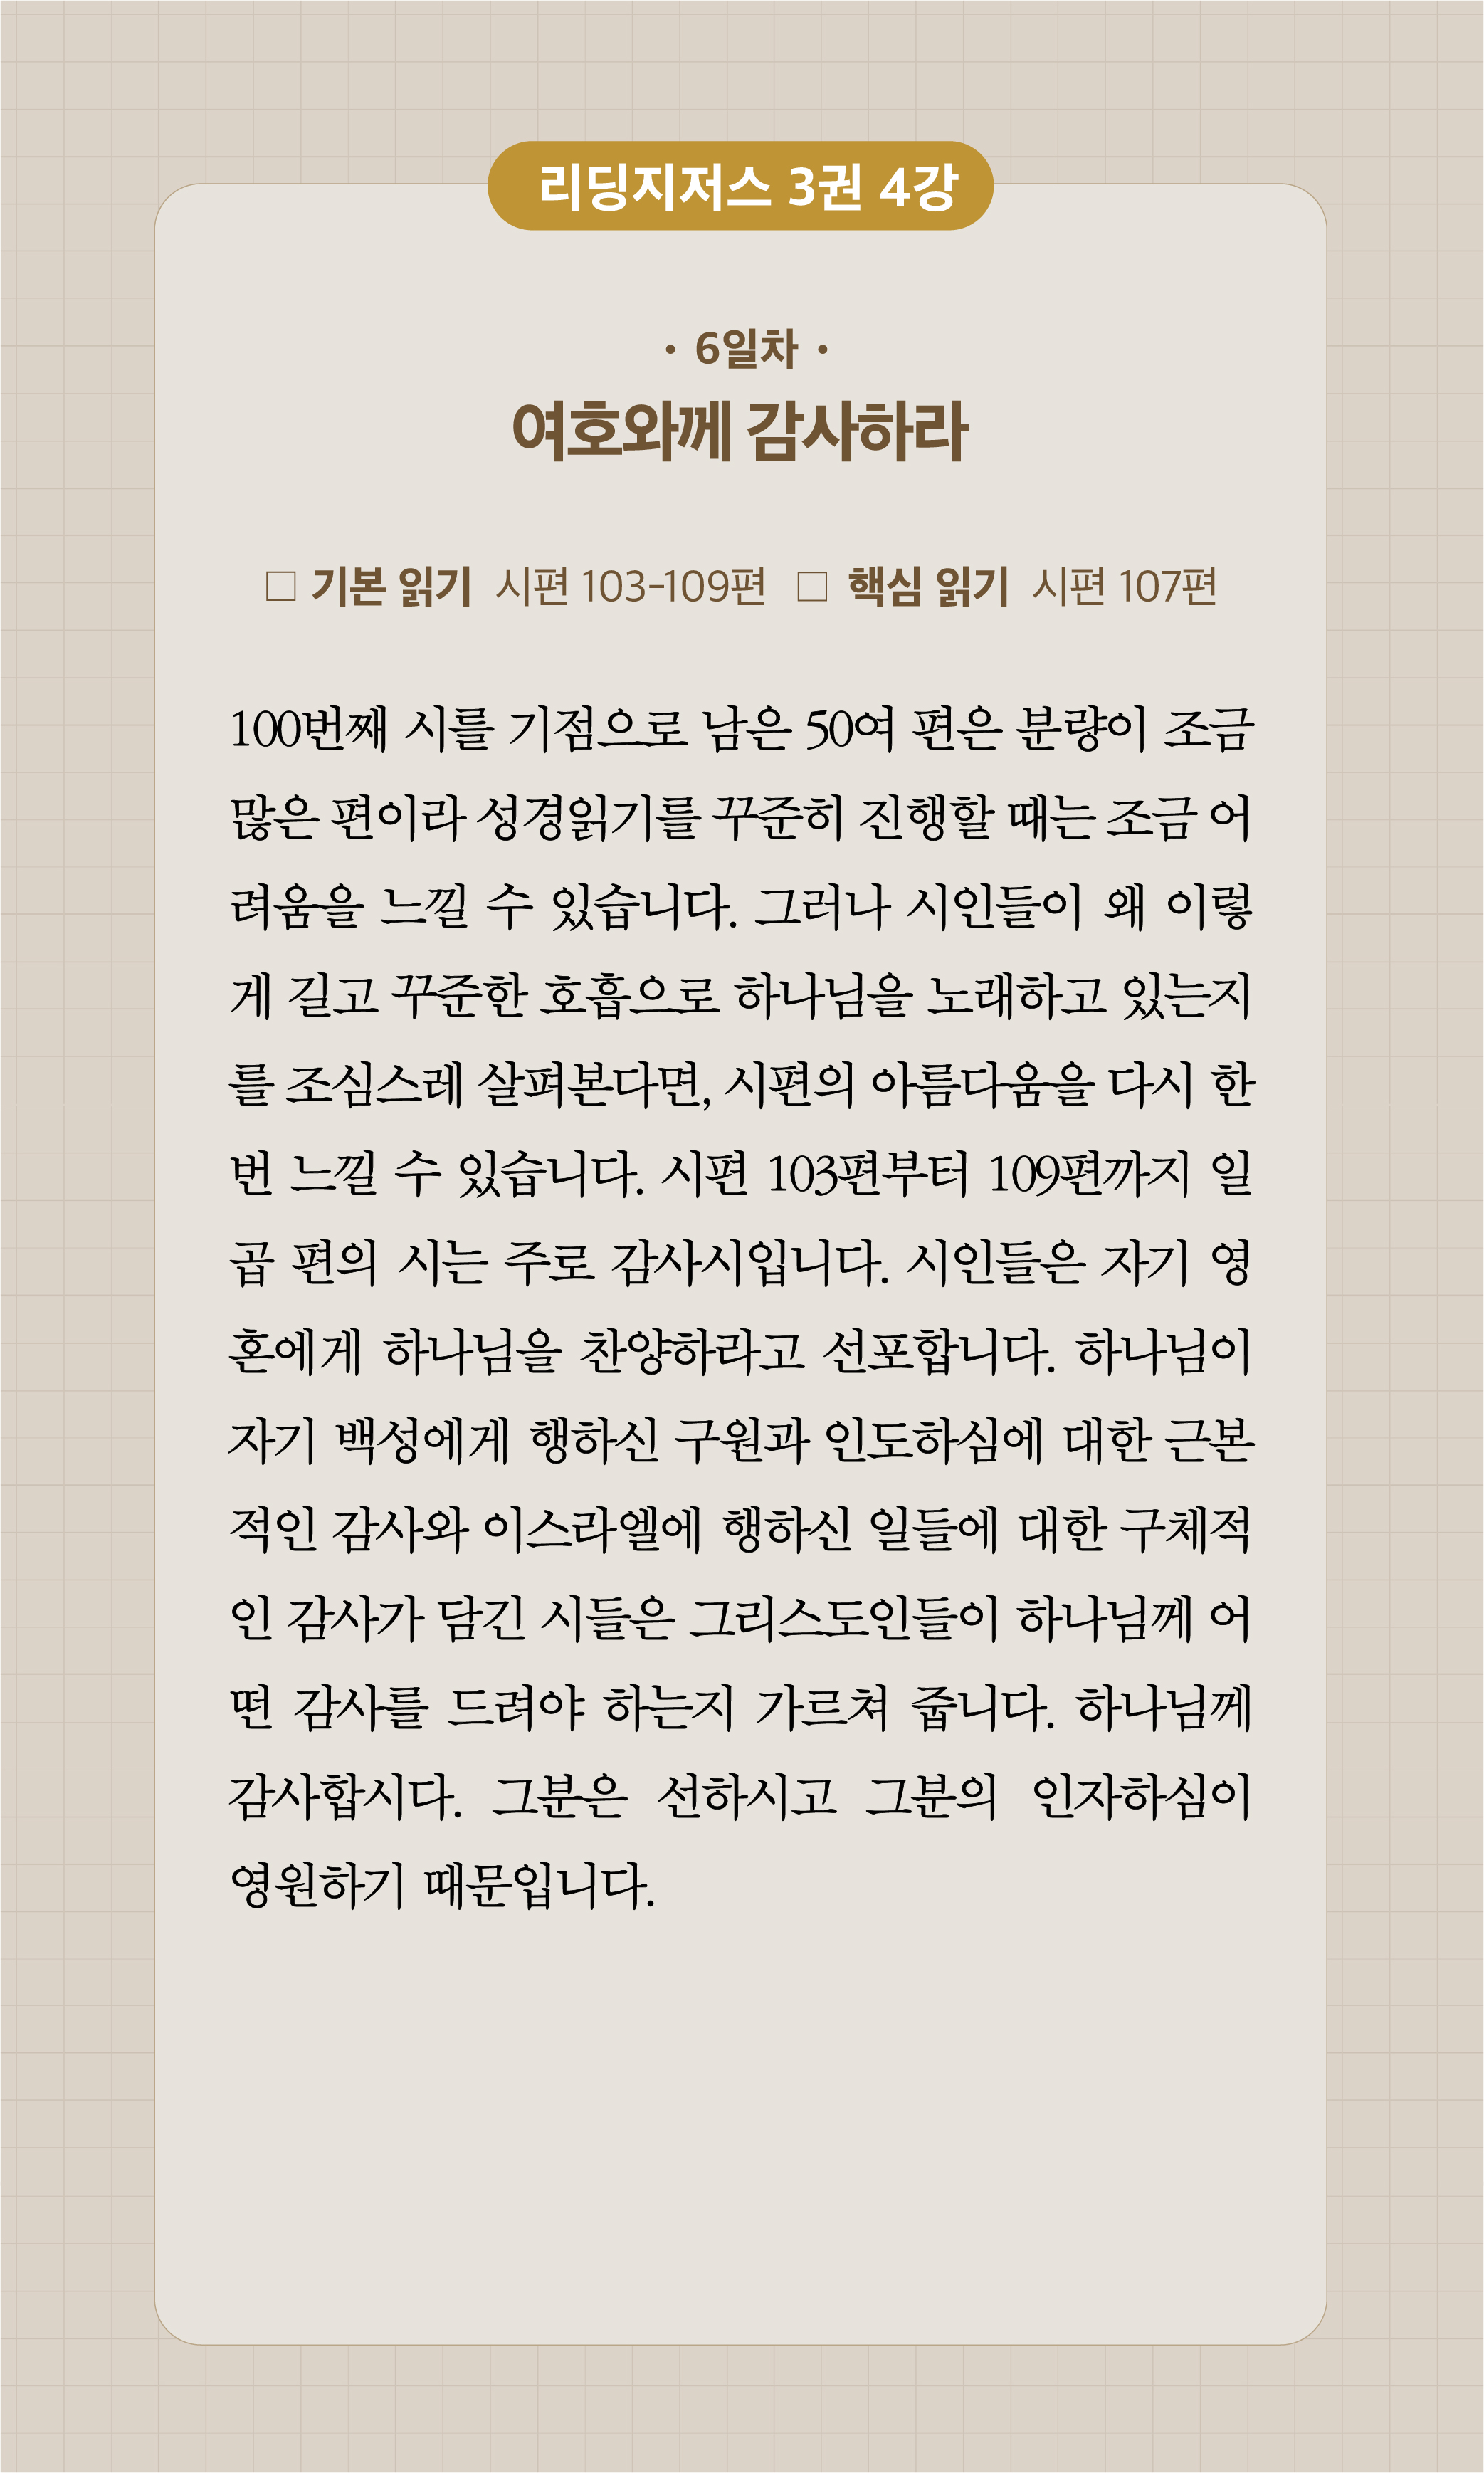 리딩지저스 3권 4강
· 6일차 ·
여호와께 감사하라
□ 기본 읽기 시편 103-109편 □ 핵심 읽기 시편 107편
100번째 시를 기점으로 남은 50여 편은 분량이 조금
많은 편이라 성경읽기를 꾸준히 진행할 때는 조금 어
려움을 느낄 수 있습니다. 그러나 시인들이 왜 이렇
게 길고 꾸준한 호흡으로 하나님을 노래하고 있는지
를 조심스레 살펴본다면, 시편의 아름다움을 다시 한
번 느낄 수 있습니다. 시편 103편부터 109편까지 일
곱 편의 시는 주로 감사시입니다. 시인들은 자기 영
혼에게 하나님을 찬양하라고 선포합니다. 하나님이
자기 백성에게 행하신 구원과 인도하심에 대한 근본
적인 감사와 이스라엘에 행하신 일들에 대한 구체적
인 감사가 담긴 시들은 그리스도인들이 하나님께 어
떤 감사를 드려야 하는지 가르쳐 줍니다. 하나님께
감사합시다. 그분은 선하시고 그분의 인자하심이
영원하기 때문입니다.